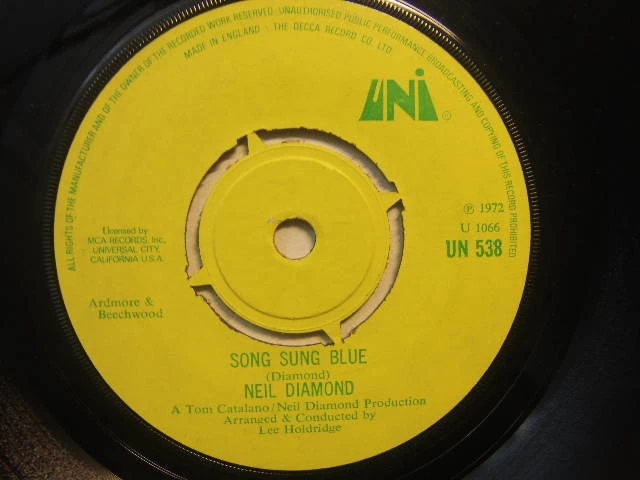 ALL RIGHTS OF THE MANUFACTURER AND OF THE OWNER OF THE RECORDED WORK RESERVED. UNAUTHORISED PUBLIC PERFORMANCE BROADCASTING AND COPYING OF THIS RECORD PROHIBITED
MADE IN ENGLAND - THE DECCA RECORD CO. LTD.
UNI®
Licensed by
MCA RECORDS, Inc.,
UNIVERSAL CITY,
CALIFORNIA U.S.A.
℗ 1972
U 1066
UN 538
Ardmore &
Beechwood
SONG SUNG BLUE
(Diamond)
NEIL DIAMOND
A Tom Catalano/Neil Diamond Production
Arranged & Conducted by
Lee Holdridge